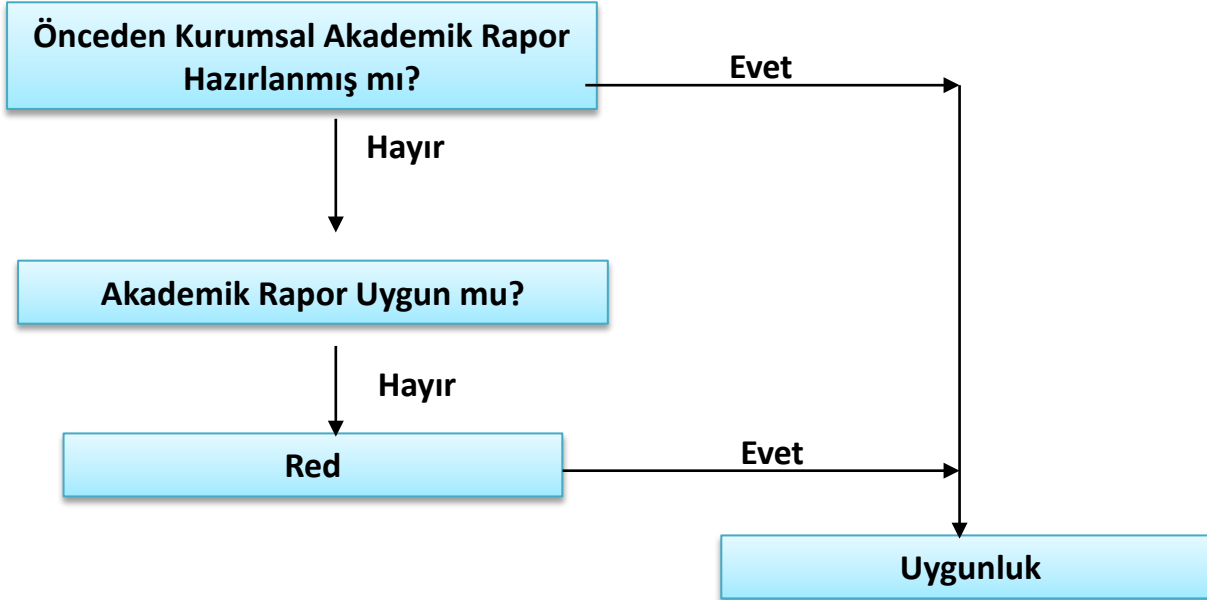 Önceden Kurumsal Akademik Rapor
Hazırlanmış mı?
Evet
Hayır
Akademik Rapor Uygun mu?
Hayır
Red
Evet
Uygunluk